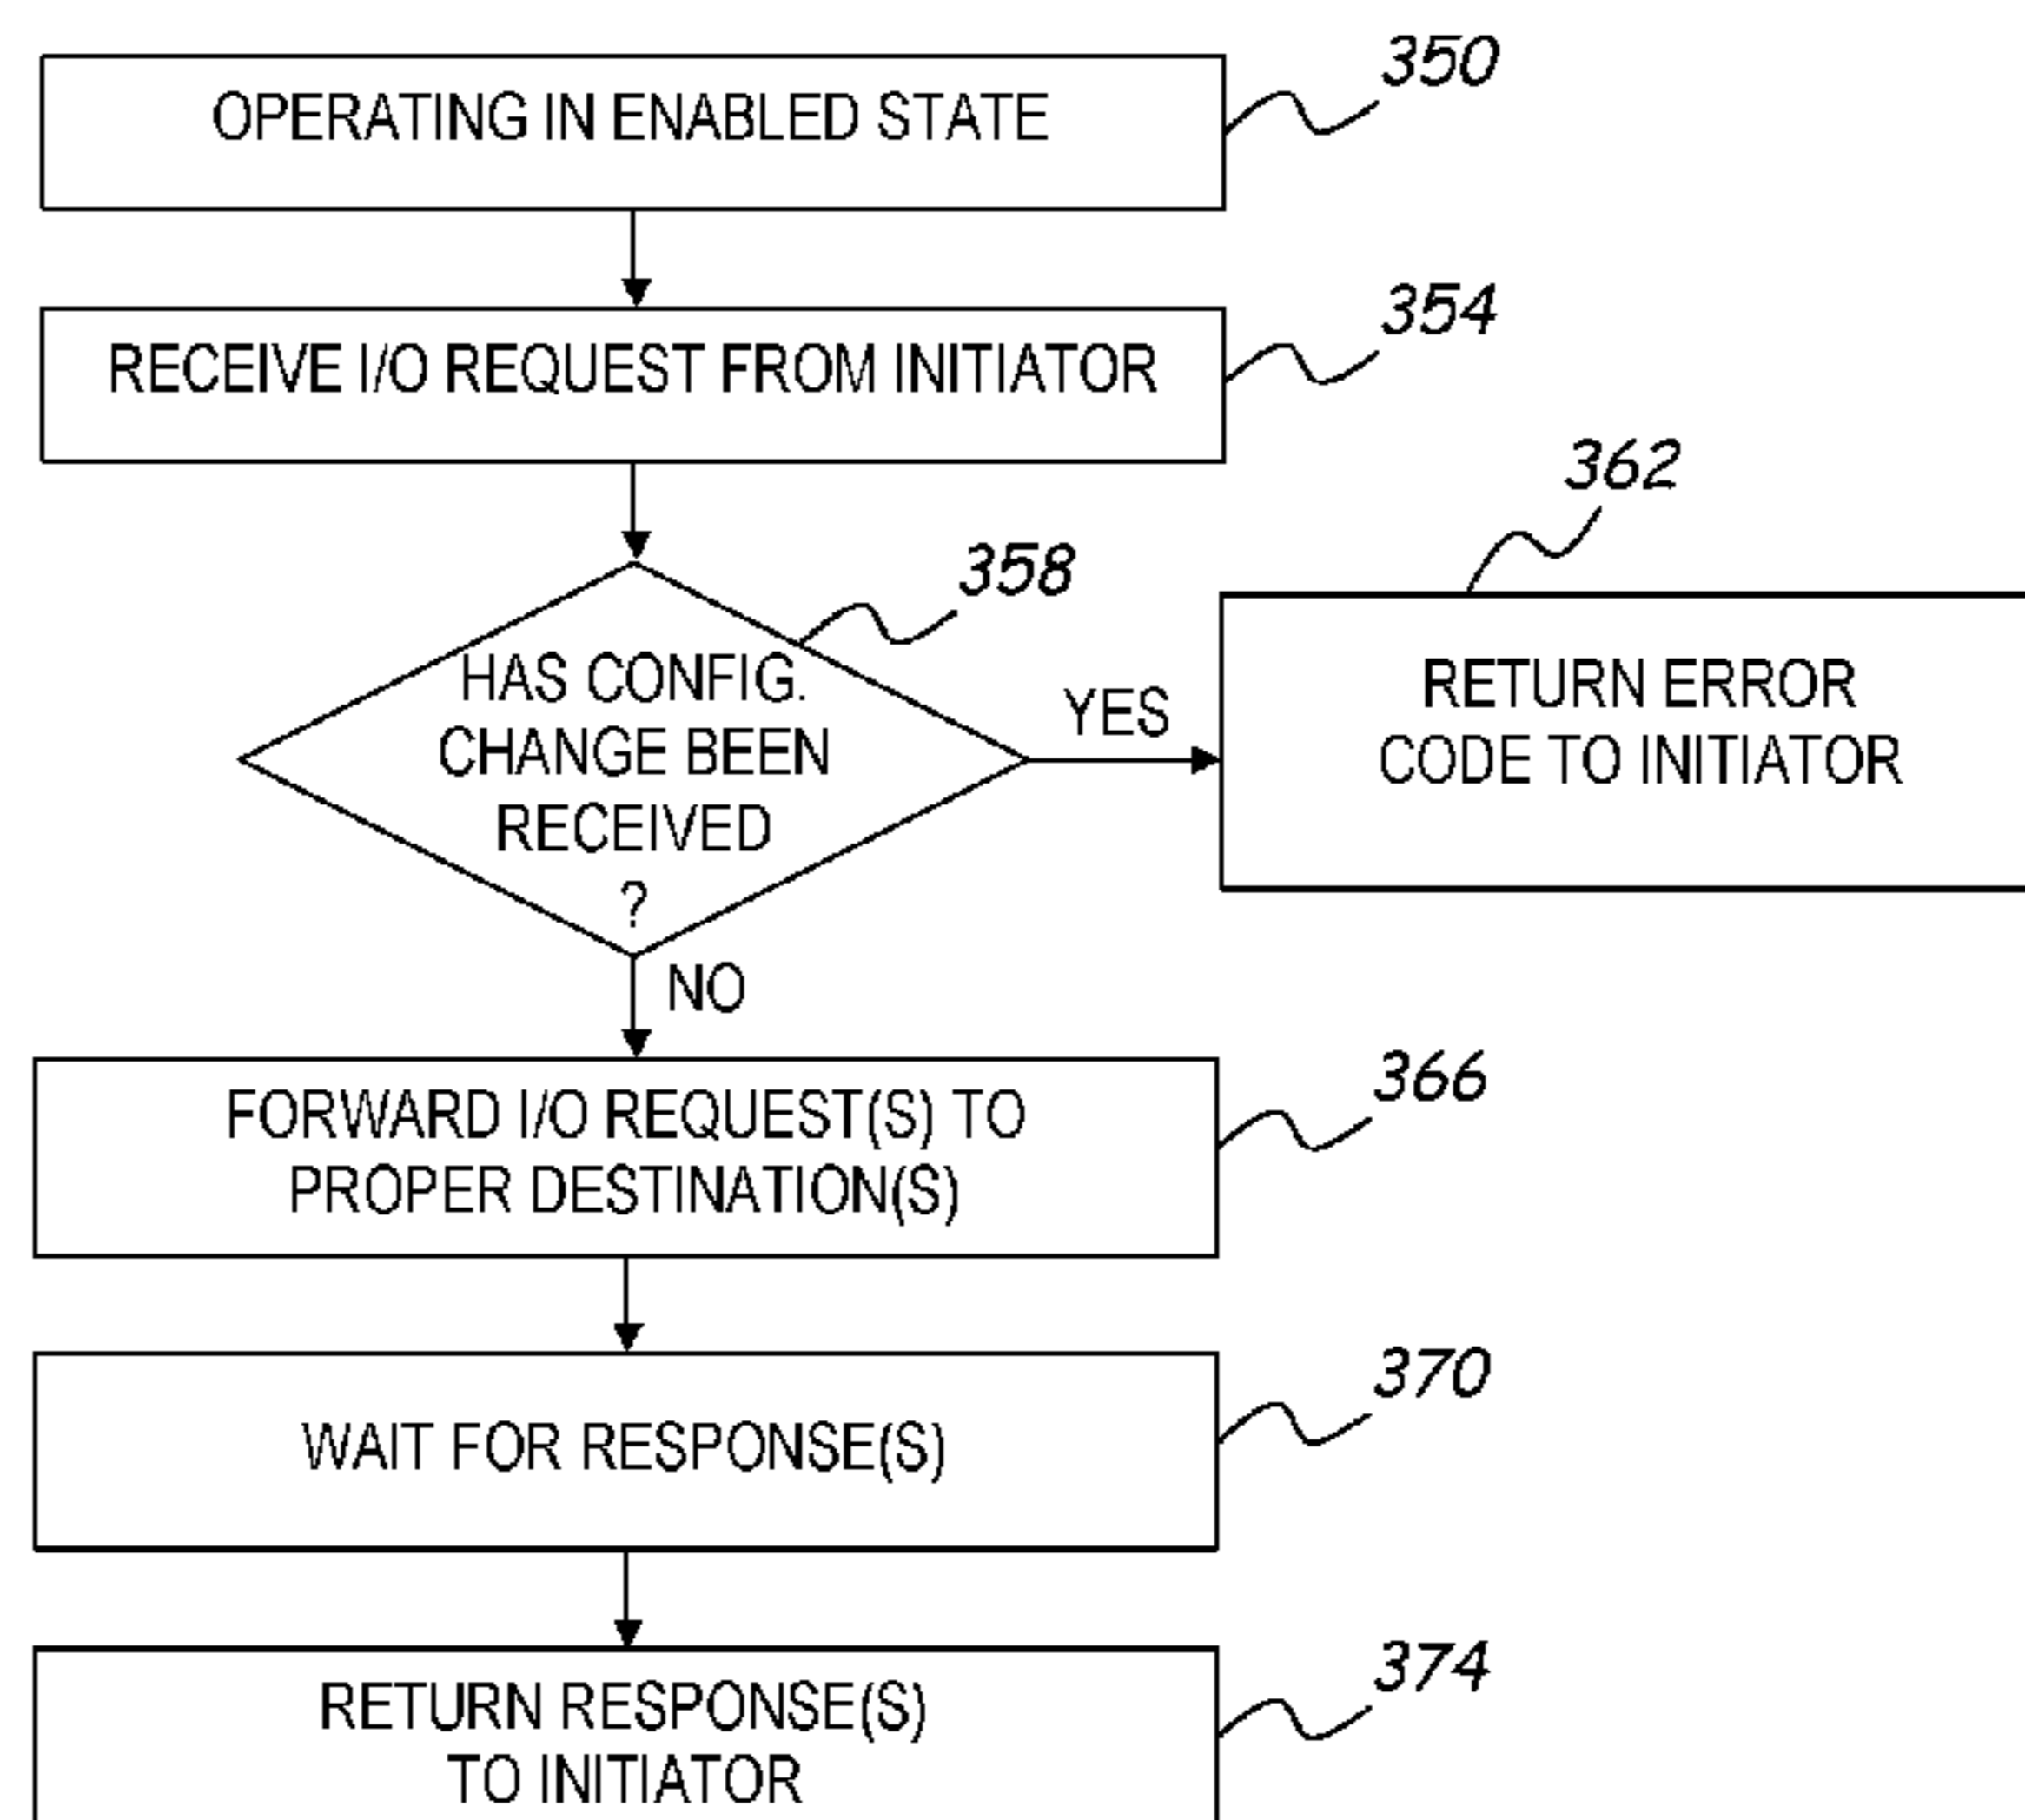 350
OPERATING IN ENABLED STATE
354
RECEIVE I/O REQUEST FROM INITIATOR
362
358
HAS CONFIG.
CHANGE BEEN
RECEIVED
?
YES
RETURN ERROR
CODE TO INITIATOR
NO
366
FORWARD I/O REQUEST(S) TO
PROPER DESTINATION(S)
370
WAIT FOR RESPONSE(S)
374
RETURN RESPONSE(S)
TO INITIATOR